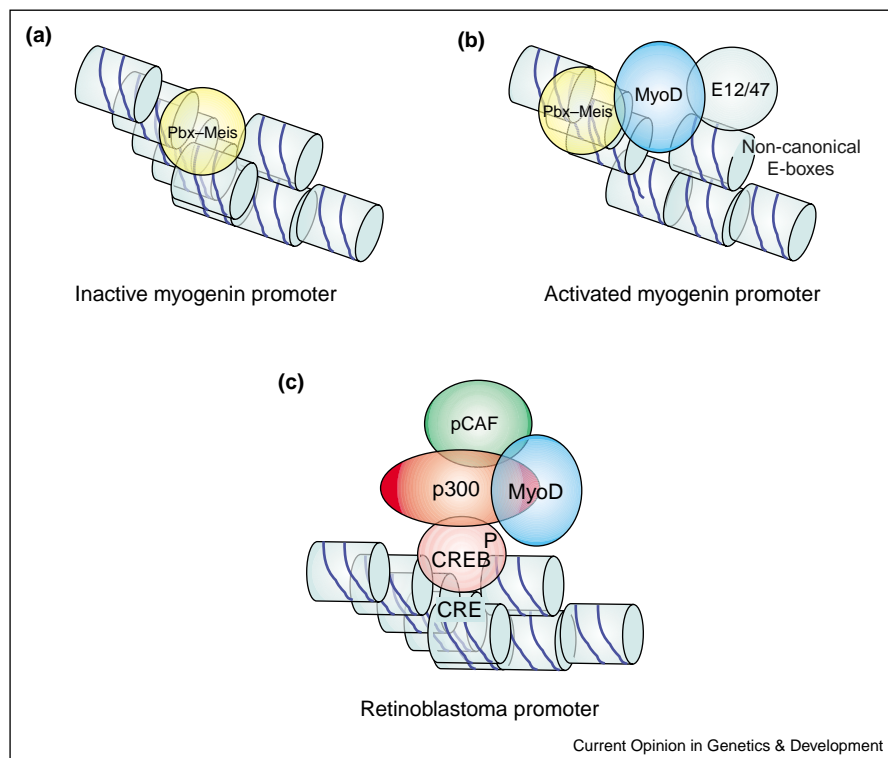 (a)
Pbx–Meis
Inactive myogenin promoter
(b)
Pbx–Meis
MyoD
E12/47
Non-canonical
E-boxes
Activated myogenin promoter
(c)
pCAF
p300
MyoD
P
CREB
CRE
Retinoblastoma promoter
Current Opinion in Genetics & Development